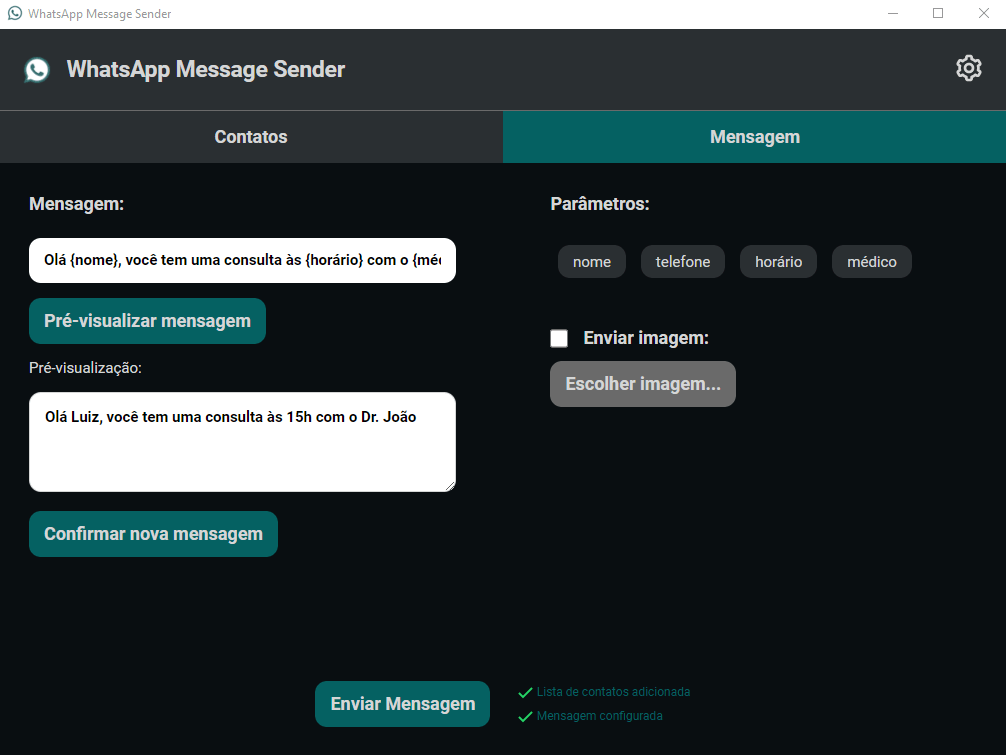 WhatsApp Message Sender
WhatsApp Message Sender
Contatos
Mensagem
Mensagem:
Olá {nome}, você tem uma consulta às {horário} com o {méc
Pré-visualizar mensagem
Pré-visualização:
Olá Luiz, você tem uma consulta às 15h com o Dr. João
Confirmar nova mensagem
Parâmetros:
nome telefone horário médico
Enviar imagem:
Escolher imagem...
Enviar Mensagem
Lista de contatos adicionada
Mensagem configurada